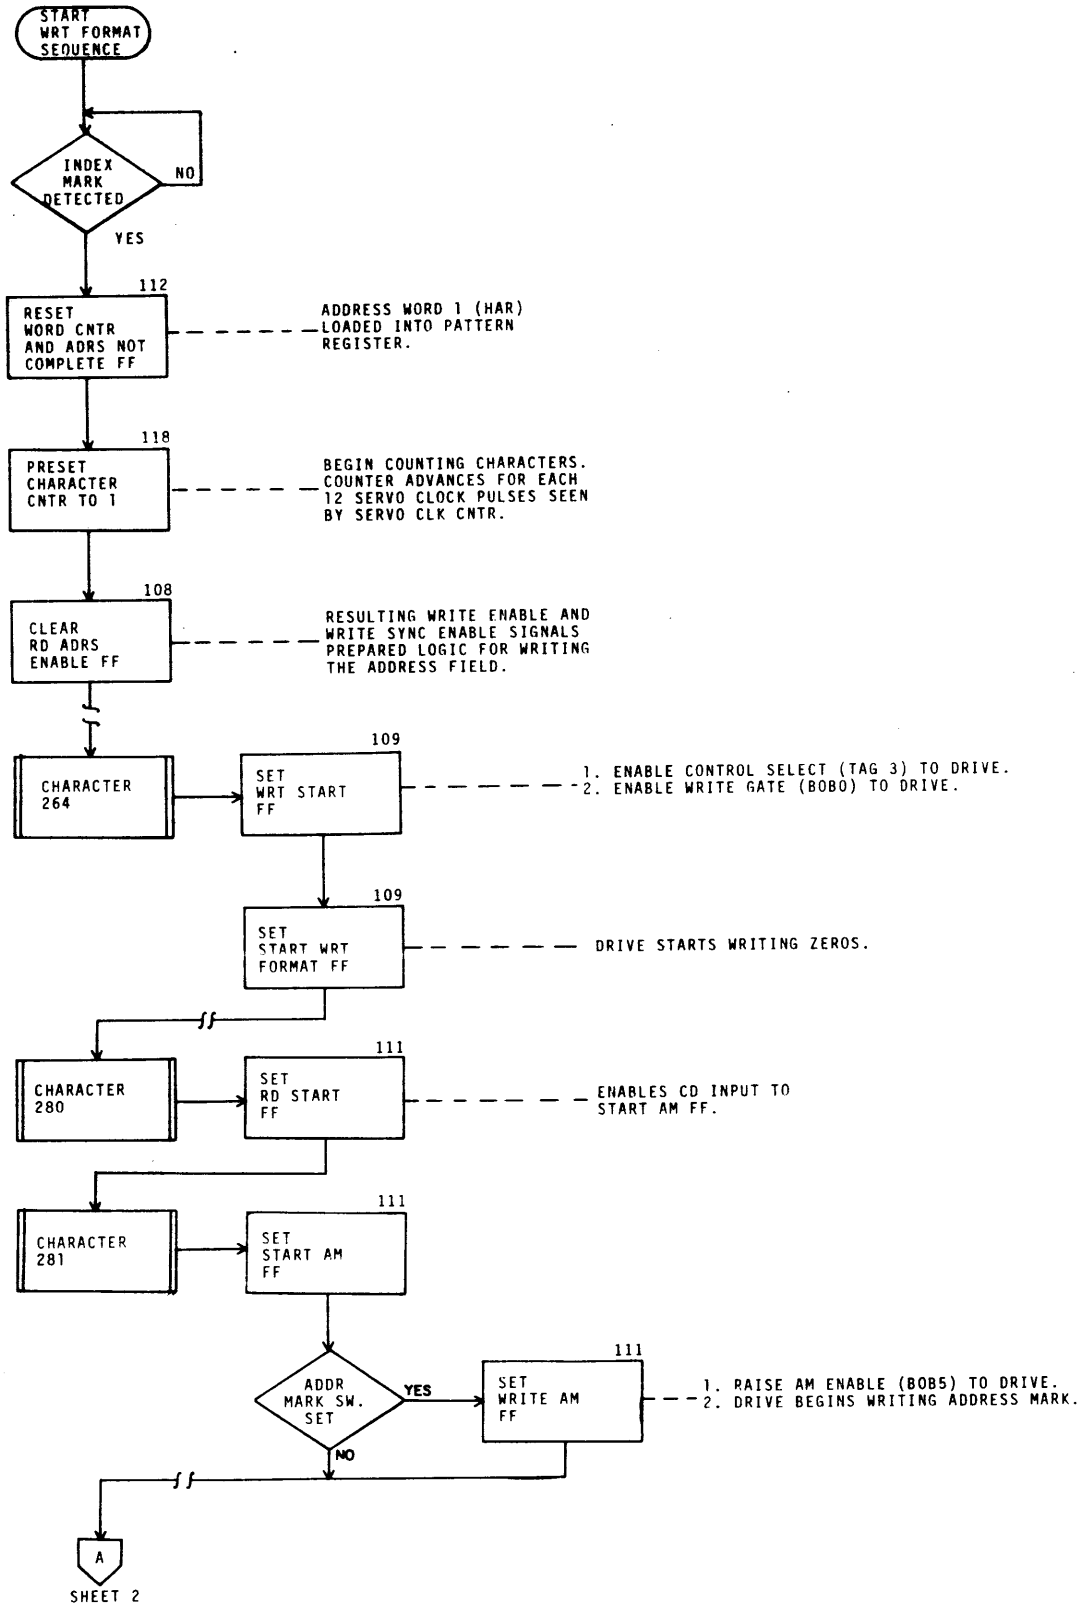 START
WRT FORMAT
SEQUENCE
INDEX
MARK
DETECTED
NO
YES
112
RESET
WORD CNTR
AND ADRS NOT
COMPLETE FF
ADDRESS WORD 1 (HAR)
LOADED INTO PATTERN
REGISTER.
118
PRESET
CHARACTER
CNTR TO 1
BEGIN COUNTING CHARACTERS.
COUNTER ADVANCES FOR EACH
12 SERVO CLOCK PULSES SEEN
BY SERVO CLK CNTR.
108
CLEAR
RD ADRS
ENABLE FF
RESULTING WRITE ENABLE AND
WRITE SYNC ENABLE SIGNALS
PREPARED LOGIC FOR WRITING
THE ADDRESS FIELD.
CHARACTER
264
109
SET
WRT START
FF
1. ENABLE CONTROL SELECT (TAG 3) TO DRIVE.
2. ENABLE WRITE GATE (BOB0) TO DRIVE.
109
SET
START WRT
FORMAT FF
DRIVE STARTS WRITING ZEROS.
CHARACTER
280
111
SET
RD START
FF
ENABLES CD INPUT TO
START AM FF.
CHARACTER
281
111
SET
START AM
FF
ADDR
MARK SW.
SET
YES
NO
111
SET
WRITE AM
FF
1. RAISE AM ENABLE (BOB5) TO DRIVE.
2. DRIVE BEGINS WRITING ADDRESS MARK.
A
SHEET 2